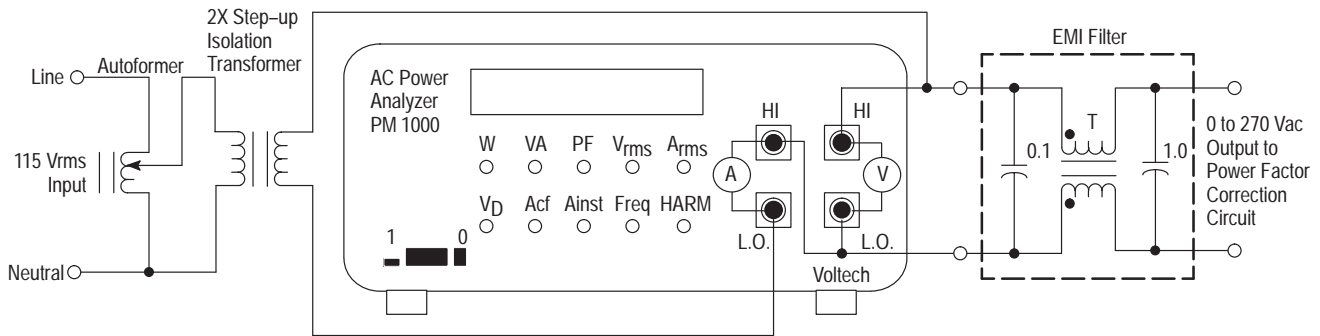 2X Step–up
Isolation
Transformer
Autoformer
Line
115 Vrms
Input
Neutral
AC Power
Analyzer
PM 1000
W VA PF Vrms Arms
VD Acf Ainst Freq HARM
1 0
HI HI
A V
L.O. L.O.
Voltech
EMI Filter
0.1
T
1.0
0 to 270 Vac
Output to
Power Factor
Correction
Circuit